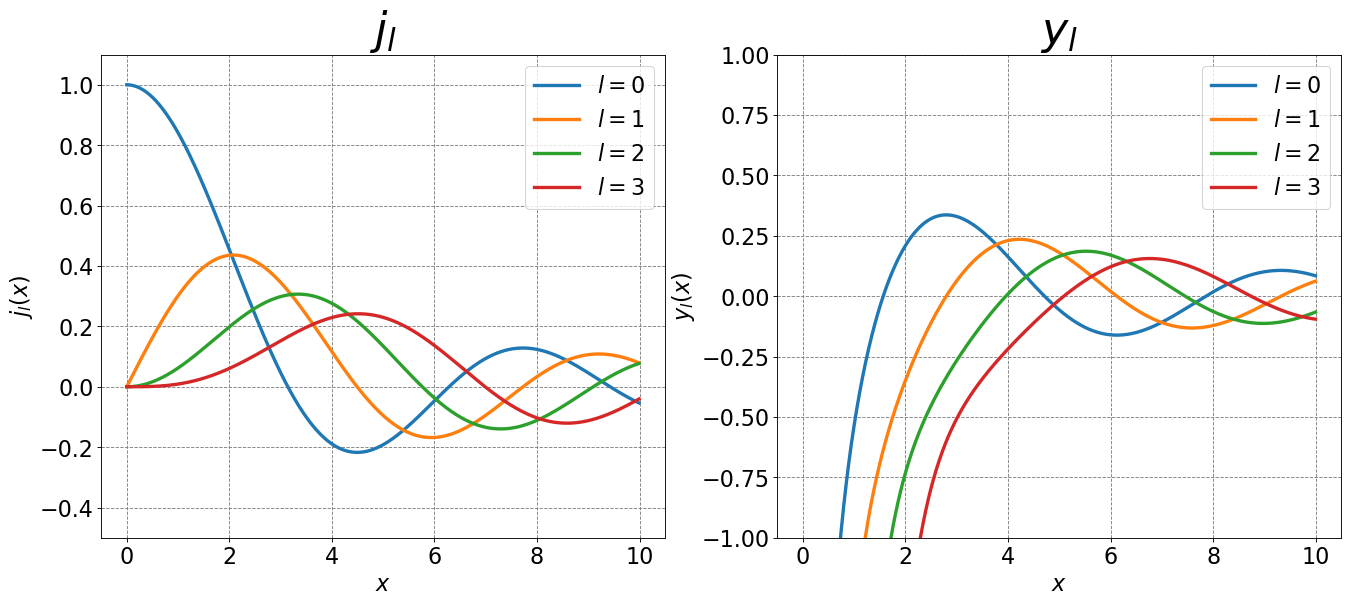 j_l
1.0
0.8
0.6
0.4
0.2
0.0
−0.2
−0.4
j_l(x)
0
2
4
6
8
10
x
l = 0
l = 1
l = 2
l = 3
y_l
1.00
0.75
0.50
0.25
0.00
−0.25
−0.50
−0.75
−1.00
y_l(x)
0
2
4
6
8
10
x
l = 0
l = 1
l = 2
l = 3